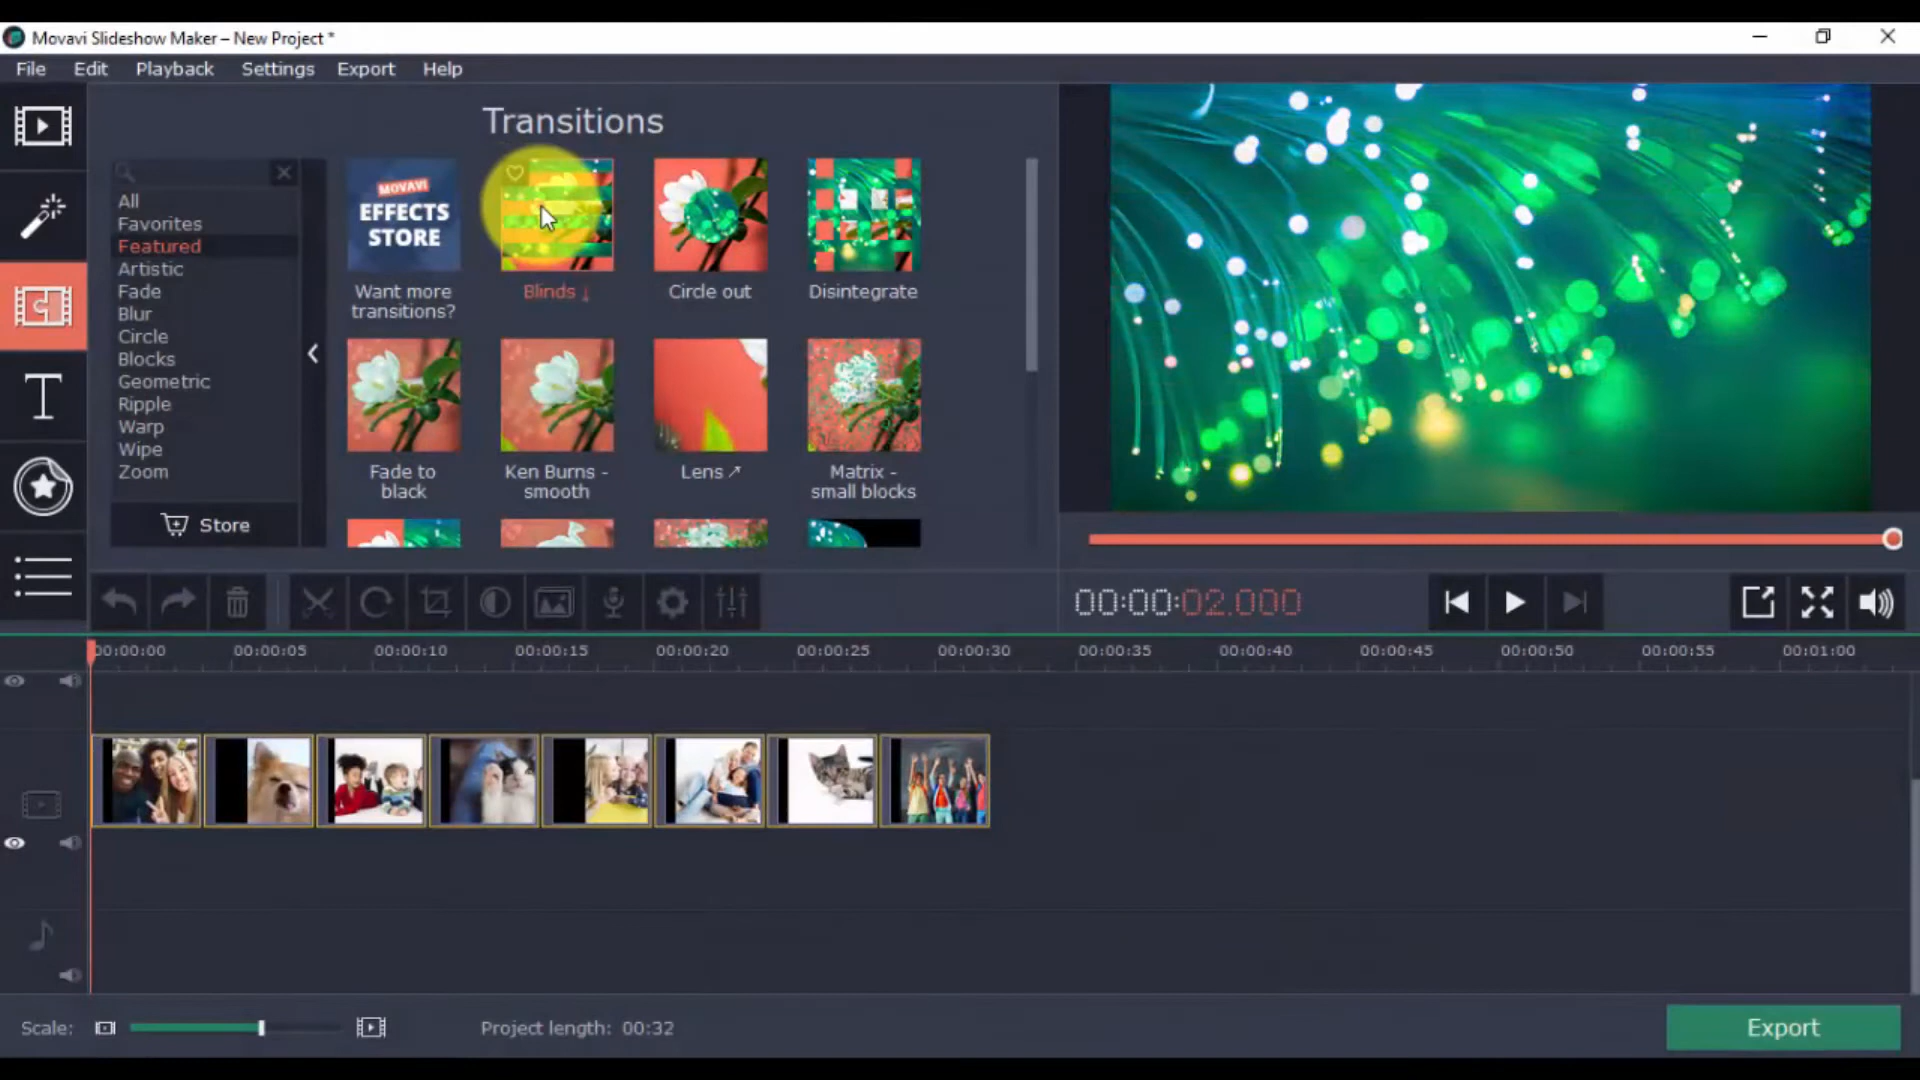 Movavi Slideshow Maker – New Project *
File Edit Playback Settings Export Help
Transitions
All
Favorites
Featured
Artistic
Fade
Blur
Circle
Blocks
Geometric
Ripple
Warp
Wipe
Zoom
Store
MOVAVI
EFFECTS
STORE
Want more
transitions?
Blinds ↓
Circle out
Disintegrate
Fade to
black
Ken Burns -
smooth
Lens ↗
Matrix -
small blocks
00:00:02.000
00:00:00 00:00:05 00:00:10 00:00:15 00:00:20 00:00:25 00:00:30 00:00:35 00:00:40 00:00:45 00:00:50 00:00:55 00:01:00
Scale:
Project length: 00:32
Export